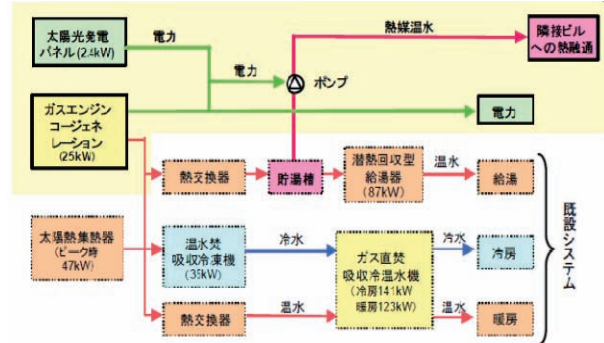 太陽光発電
パネル(2.4kW)
電力
電力
熱媒温水
隣接ビル
への熱融通
ポンプ
ガスエンジン
コージェネ
レーション
(25kW)
電力
熱交換器
貯湯槽
潜熱回収型
給湯器
(87kW)
温水
給湯
太陽熱集熱器
(ピーク時
47kW)
温水焚
吸収冷凍機
(35kW)
冷水
ガス直焚
吸収冷温水機
(冷房141kW
暖房123kW)
冷水
冷房
熱交換器
温水
温水
暖房
既設システム